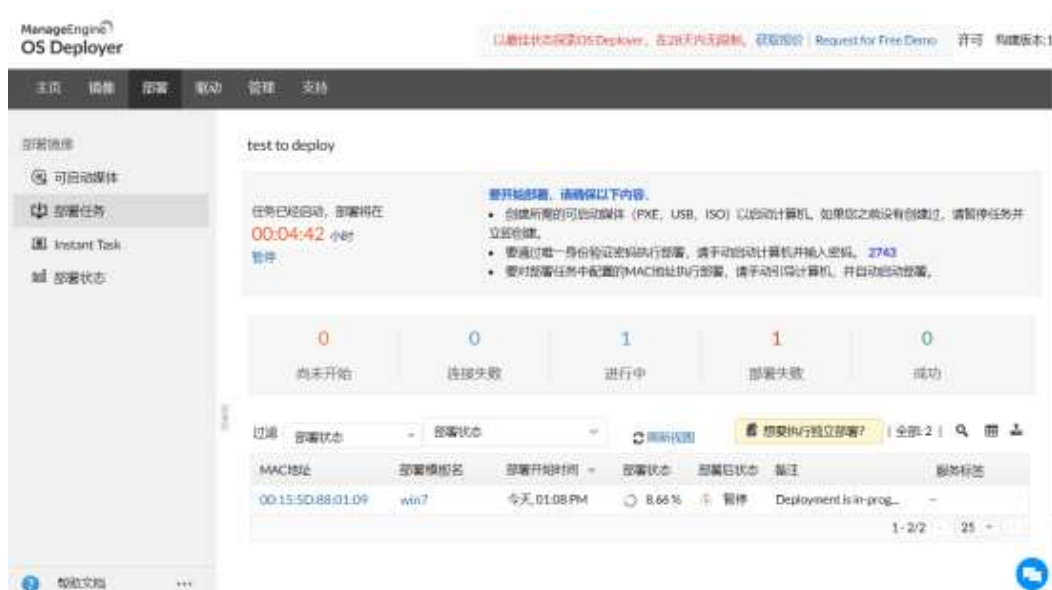 ManageEngine
OS Deployer
以最佳状态探索OS Deployer，在28天内无限制。获取报价 | Request for Free Demo 许可 构建版本:1
主页 镜像 部署 驱动 管理 支持
部署镜像
可启动媒体
部署任务
Instant Task
部署状态
帮助文档 ...
test to deploy
任务已经启动，部署将在
00:04:42 小时
暂停
要开始部署，请确保以下内容.
• 创建所需的可启动媒体（PXE，USB，ISO）以启动计算机。如果您之前没有创建过，请暂停任务并
立即创建。
• 要通过唯一身份验证密码执行部署，请手动启动计算机并输入密码。 2743
• 要对部署任务中配置的MAC地址执行部署，请手动引导计算机，并自动启动部署。
0 0 1 1 0
尚未开始 连接失败 进行中 部署失败 成功
过滤 部署状态 部署状态 刷新视图 想要执行独立部署? | 全部: 2 |
MAC地址 部署模板名 部署开始时间 部署状态 部署后状态 备注 服务标签
00:15:5D:88:01:09 win7 今天, 01:08 PM 8.66 % 暂停 Deployment is in-prog... --
1 - 2/2 25